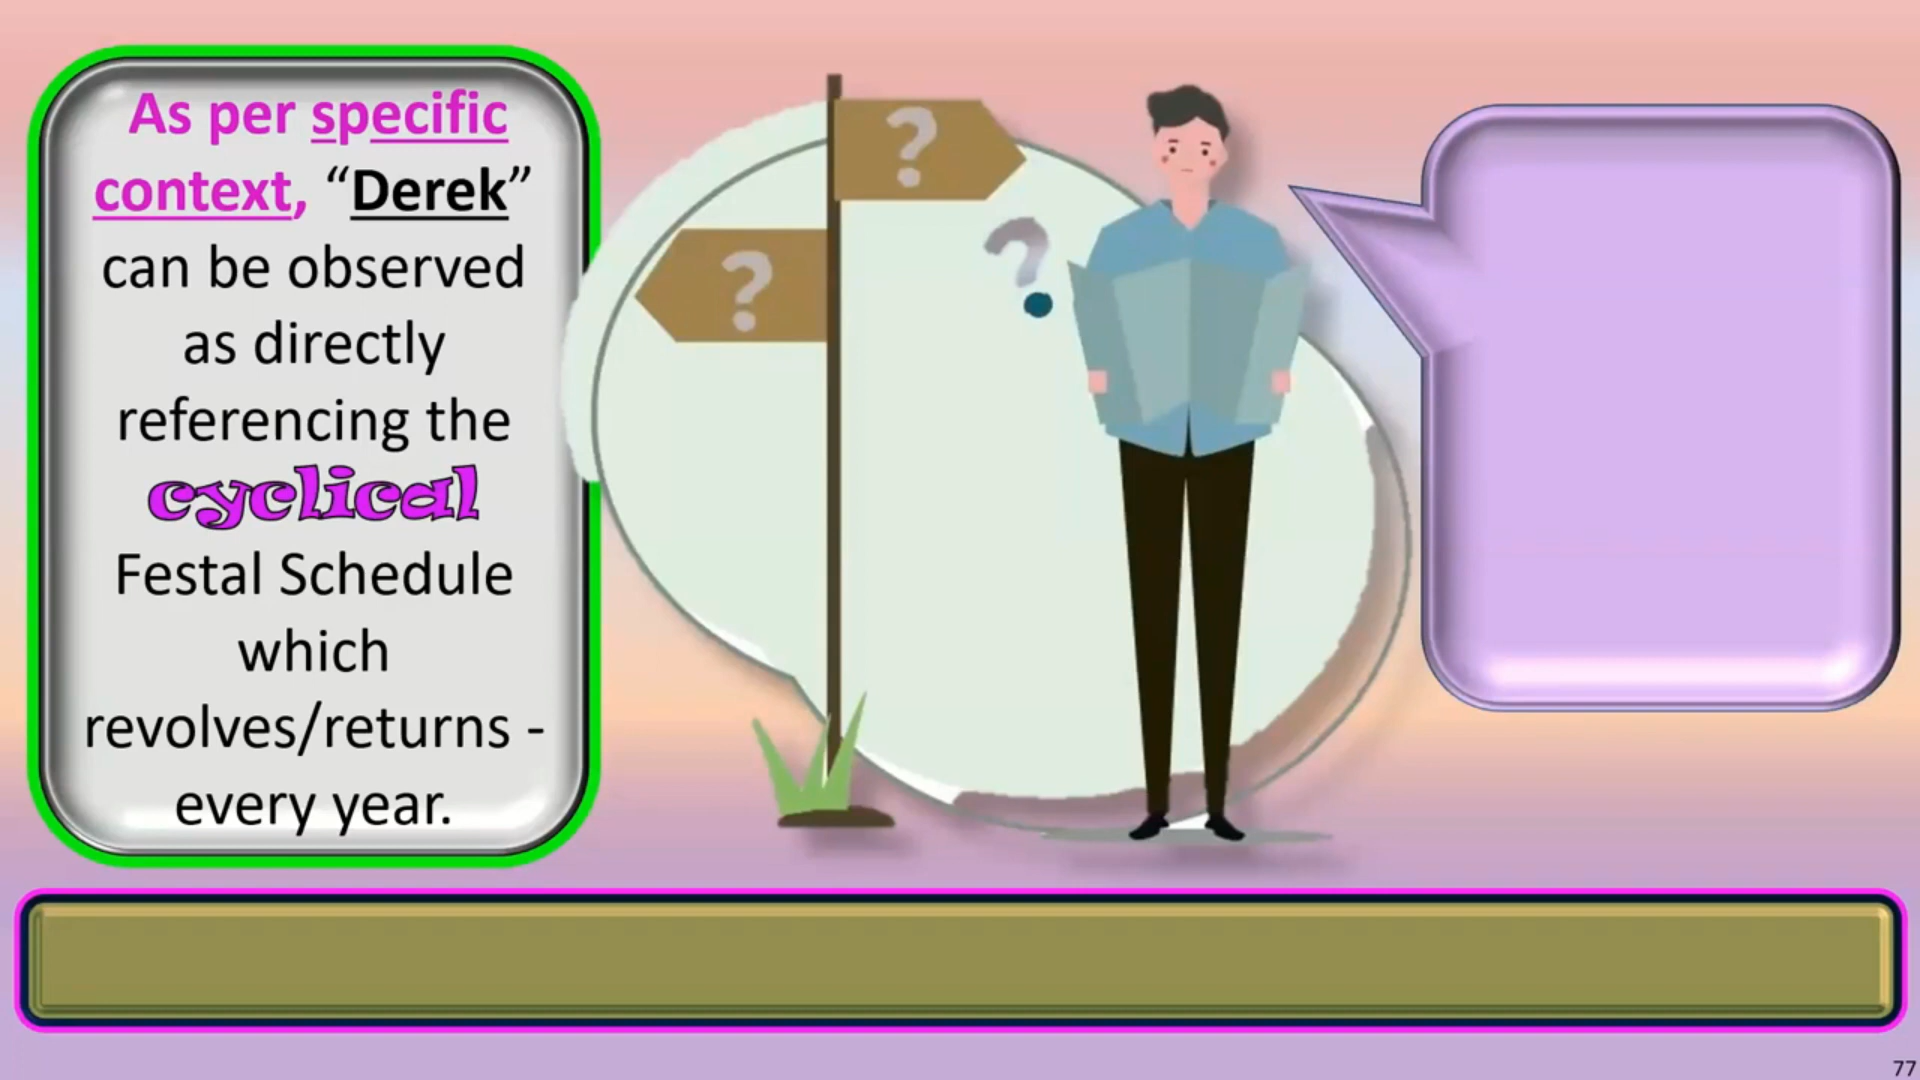 As per specific
context, “Derek”
can be observed
as directly
referencing the
cyclical
Festal Schedule
which
revolves/returns -
every year.
?
?
?
77